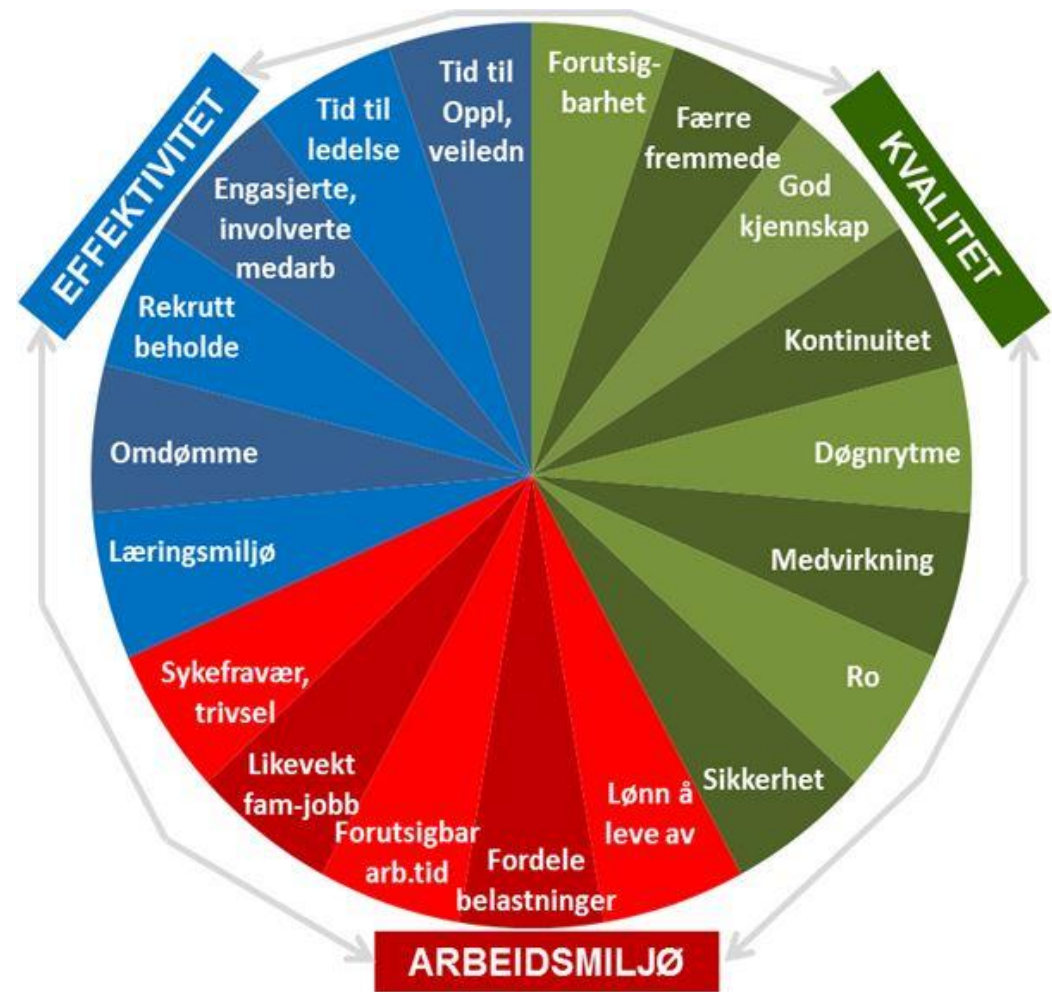 EFFEKTIVITET
KVALITET
ARBEIDSMILJØ
Forutsig-
barhet
Færre
fremmede
God
kjennskap
Kontinuitet
Døgnrytme
Medvirkning
Ro
Sikkerhet
Lønn å
leve av
Fordele
belastninger
Forutsigbar
arb.tid
Likevekt
fam-jobb
Sykefravær,
trivsel
Læringsmiljø
Omdømme
Rekrutt
beholde
Engasjerte,
involverte
medarb
Tid til
ledelse
Tid til
Oppl,
veiledn